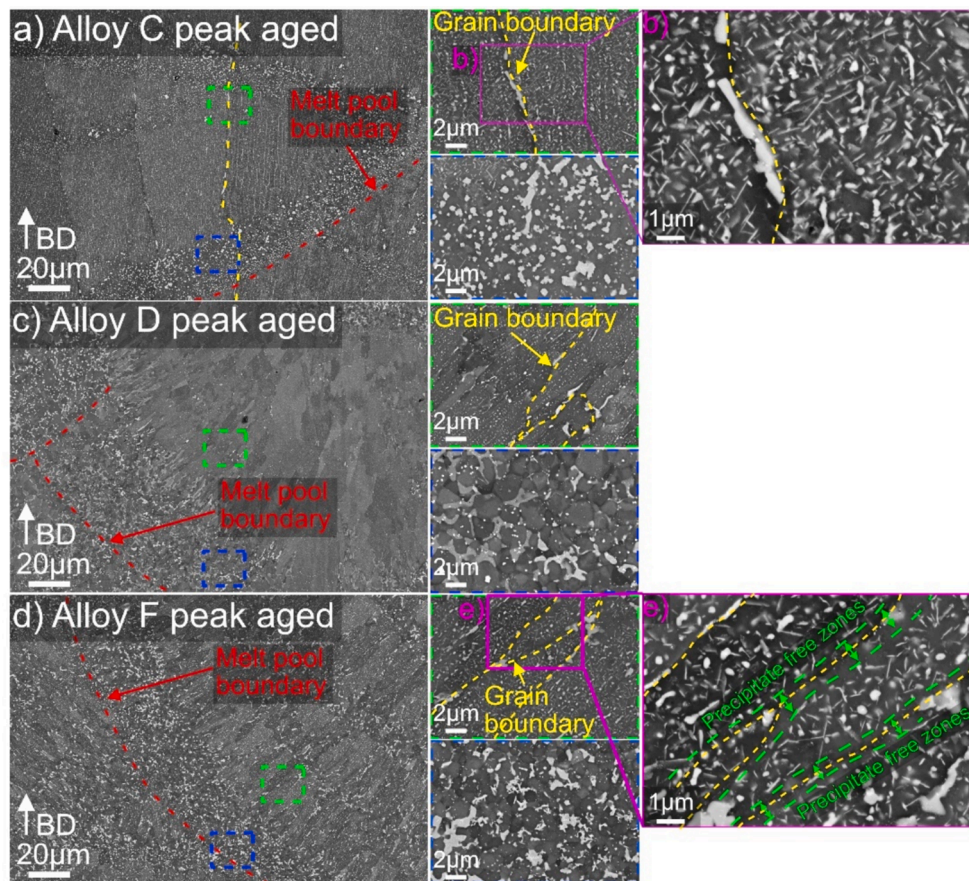 a) Alloy C peak aged
Melt pool
boundary
BD
20μm
Grain boundary
b)
2μm
2μm
b)
1μm
c) Alloy D peak aged
Melt pool
boundary
BD
20μm
Grain boundary
2μm
2μm
d) Alloy F peak aged
Melt pool
boundary
BD
20μm
e)
Grain
boundary
2μm
2μm
e)
Precipitate free zones
Precipitate free zones
1μm